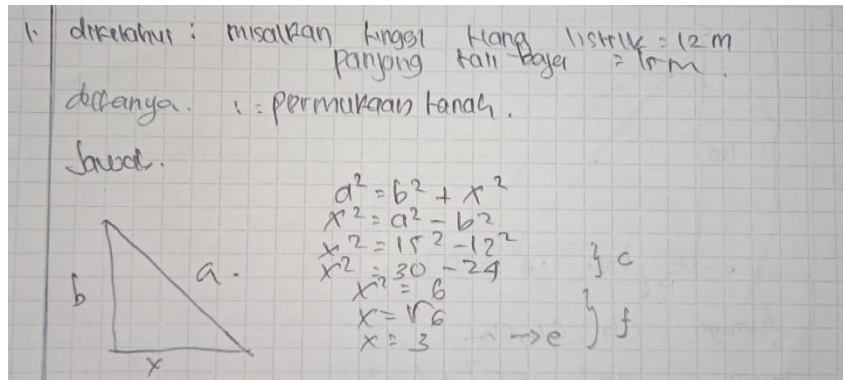 1. diketahui : misalkan tinggi tiang listrik = 12 m
panjang tali baja = 15 m.
ditanya. : = permukaan tanah.
Jawab.
a² = b² + x²
x² = a² - b²
x² = 15² - 12²
x² = 30 - 24 } c
x² = 6
x = √6 } f
x = 3 → e
b
a.
x